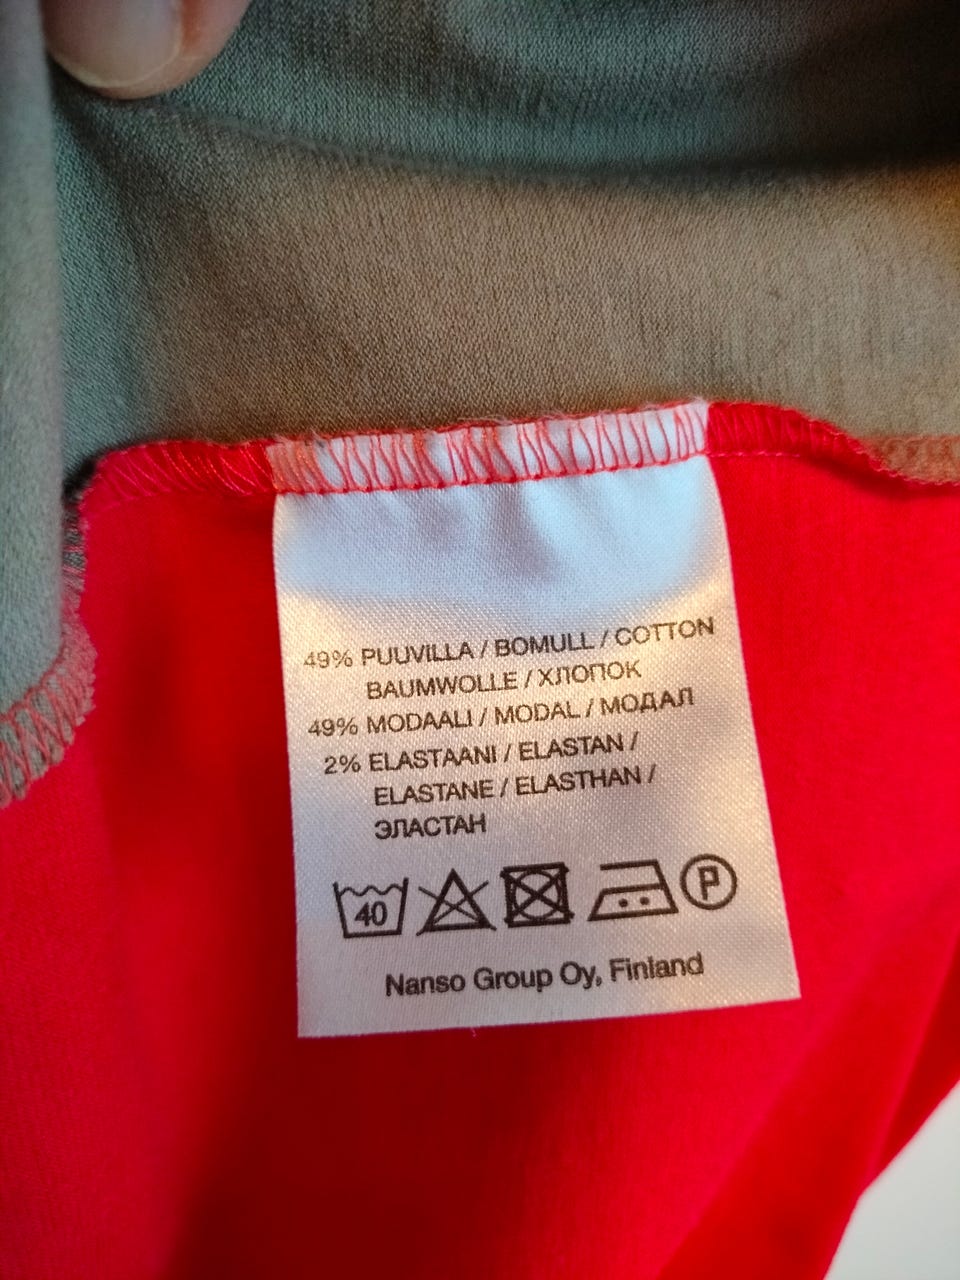 49% PUUVILLA / BOMULL / COTTON
BAUMWOLLE / ХЛОПОК
49% MODAALI / MODAL / МОДАЛ
2% ELASTAANI / ELASTAN /
ELASTANE / ELASTHAN /
ЭЛАСТАН
40 P
Nanso Group Oy, Finland